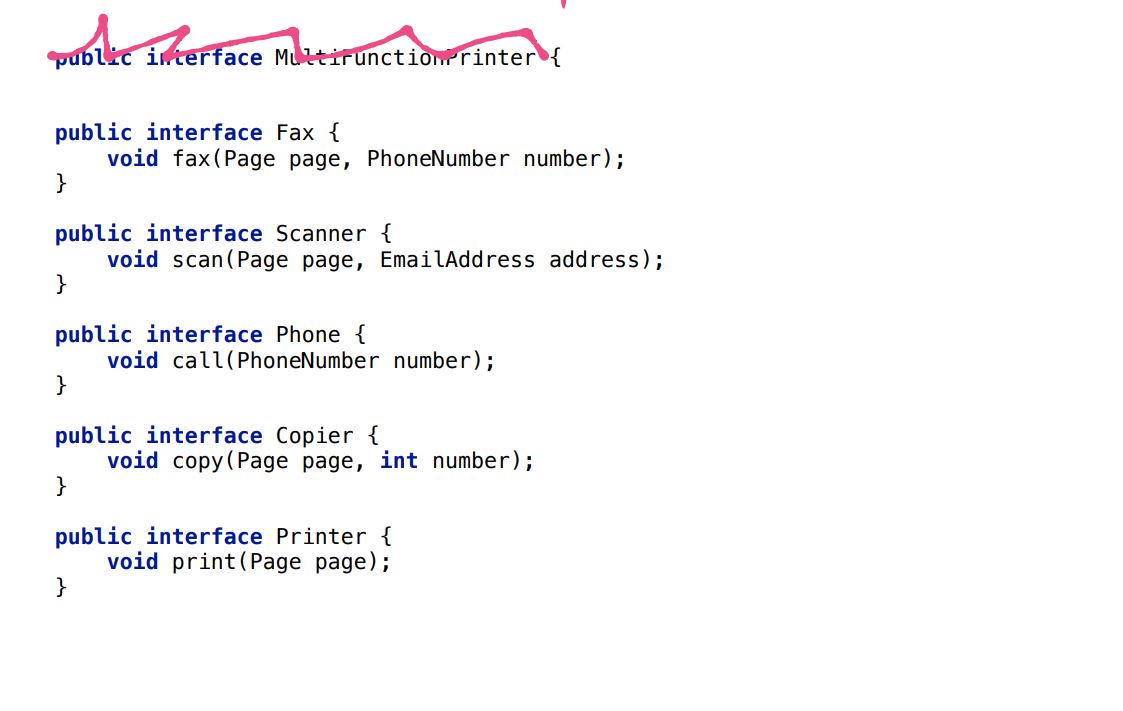 public interface MultiFunctionPrinter {
public interface Fax {
void fax(Page page, PhoneNumber number);
}
public interface Scanner {
void scan(Page page, EmailAddress address);
}
public interface Phone {
void call(PhoneNumber number);
}
public interface Copier {
void copy(Page page, int number);
}
public interface Printer {
void print(Page page);
}